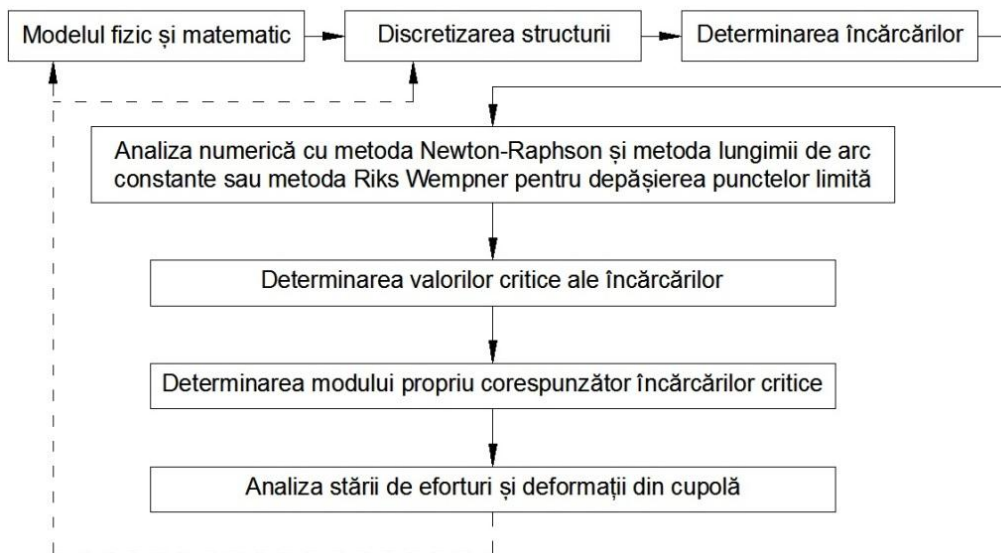 Modelul fizic și matematic
Discretizarea structurii
Determinarea încărcărilor
Analiza numerică cu metoda Newton-Raphson și metoda lungimii de arc
constante sau metoda Riks Wempner pentru depășierea punctelor limită
Determinarea valorilor critice ale încărcărilor
Determinarea modului propriu corespunzător încărcărilor critice
Analiza stării de eforturi și deformații din cupolă